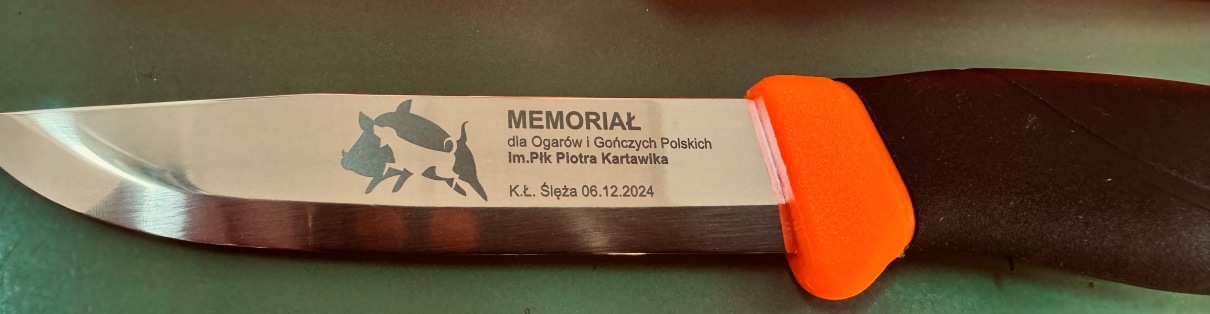 MEMORIAŁ
dla Ogarów i Gończych Polskich
im.Płk Piotra Kartawika
K.Ł. Ślęża 06.12.2024